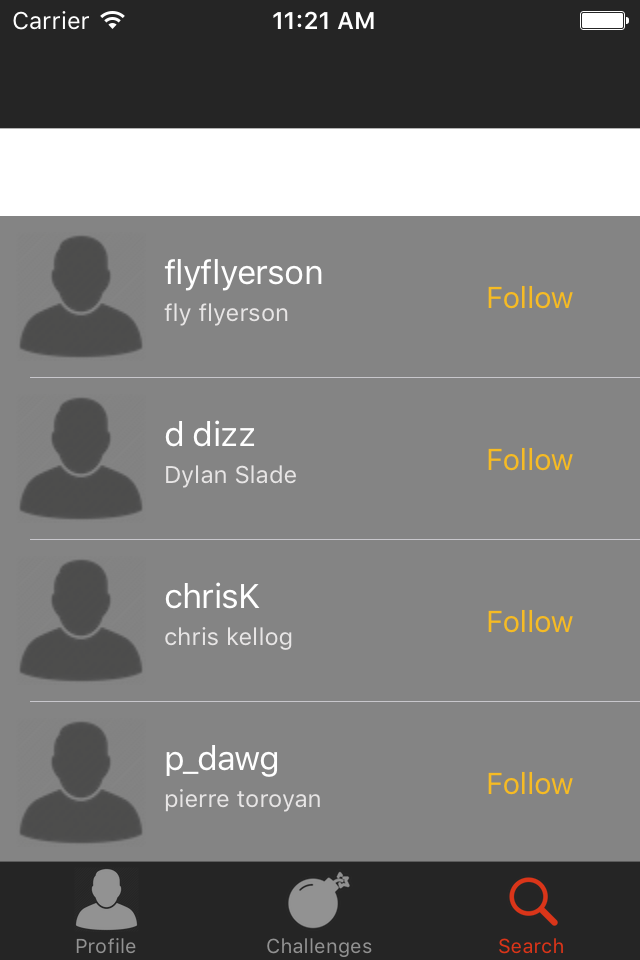 Carrier 11:21 AM
flyflyerson
fly flyerson
Follow
d dizz
Dylan Slade
Follow
chrisK
chris kellog
Follow
p_dawg
pierre toroyan
Follow
Profile Challenges Search